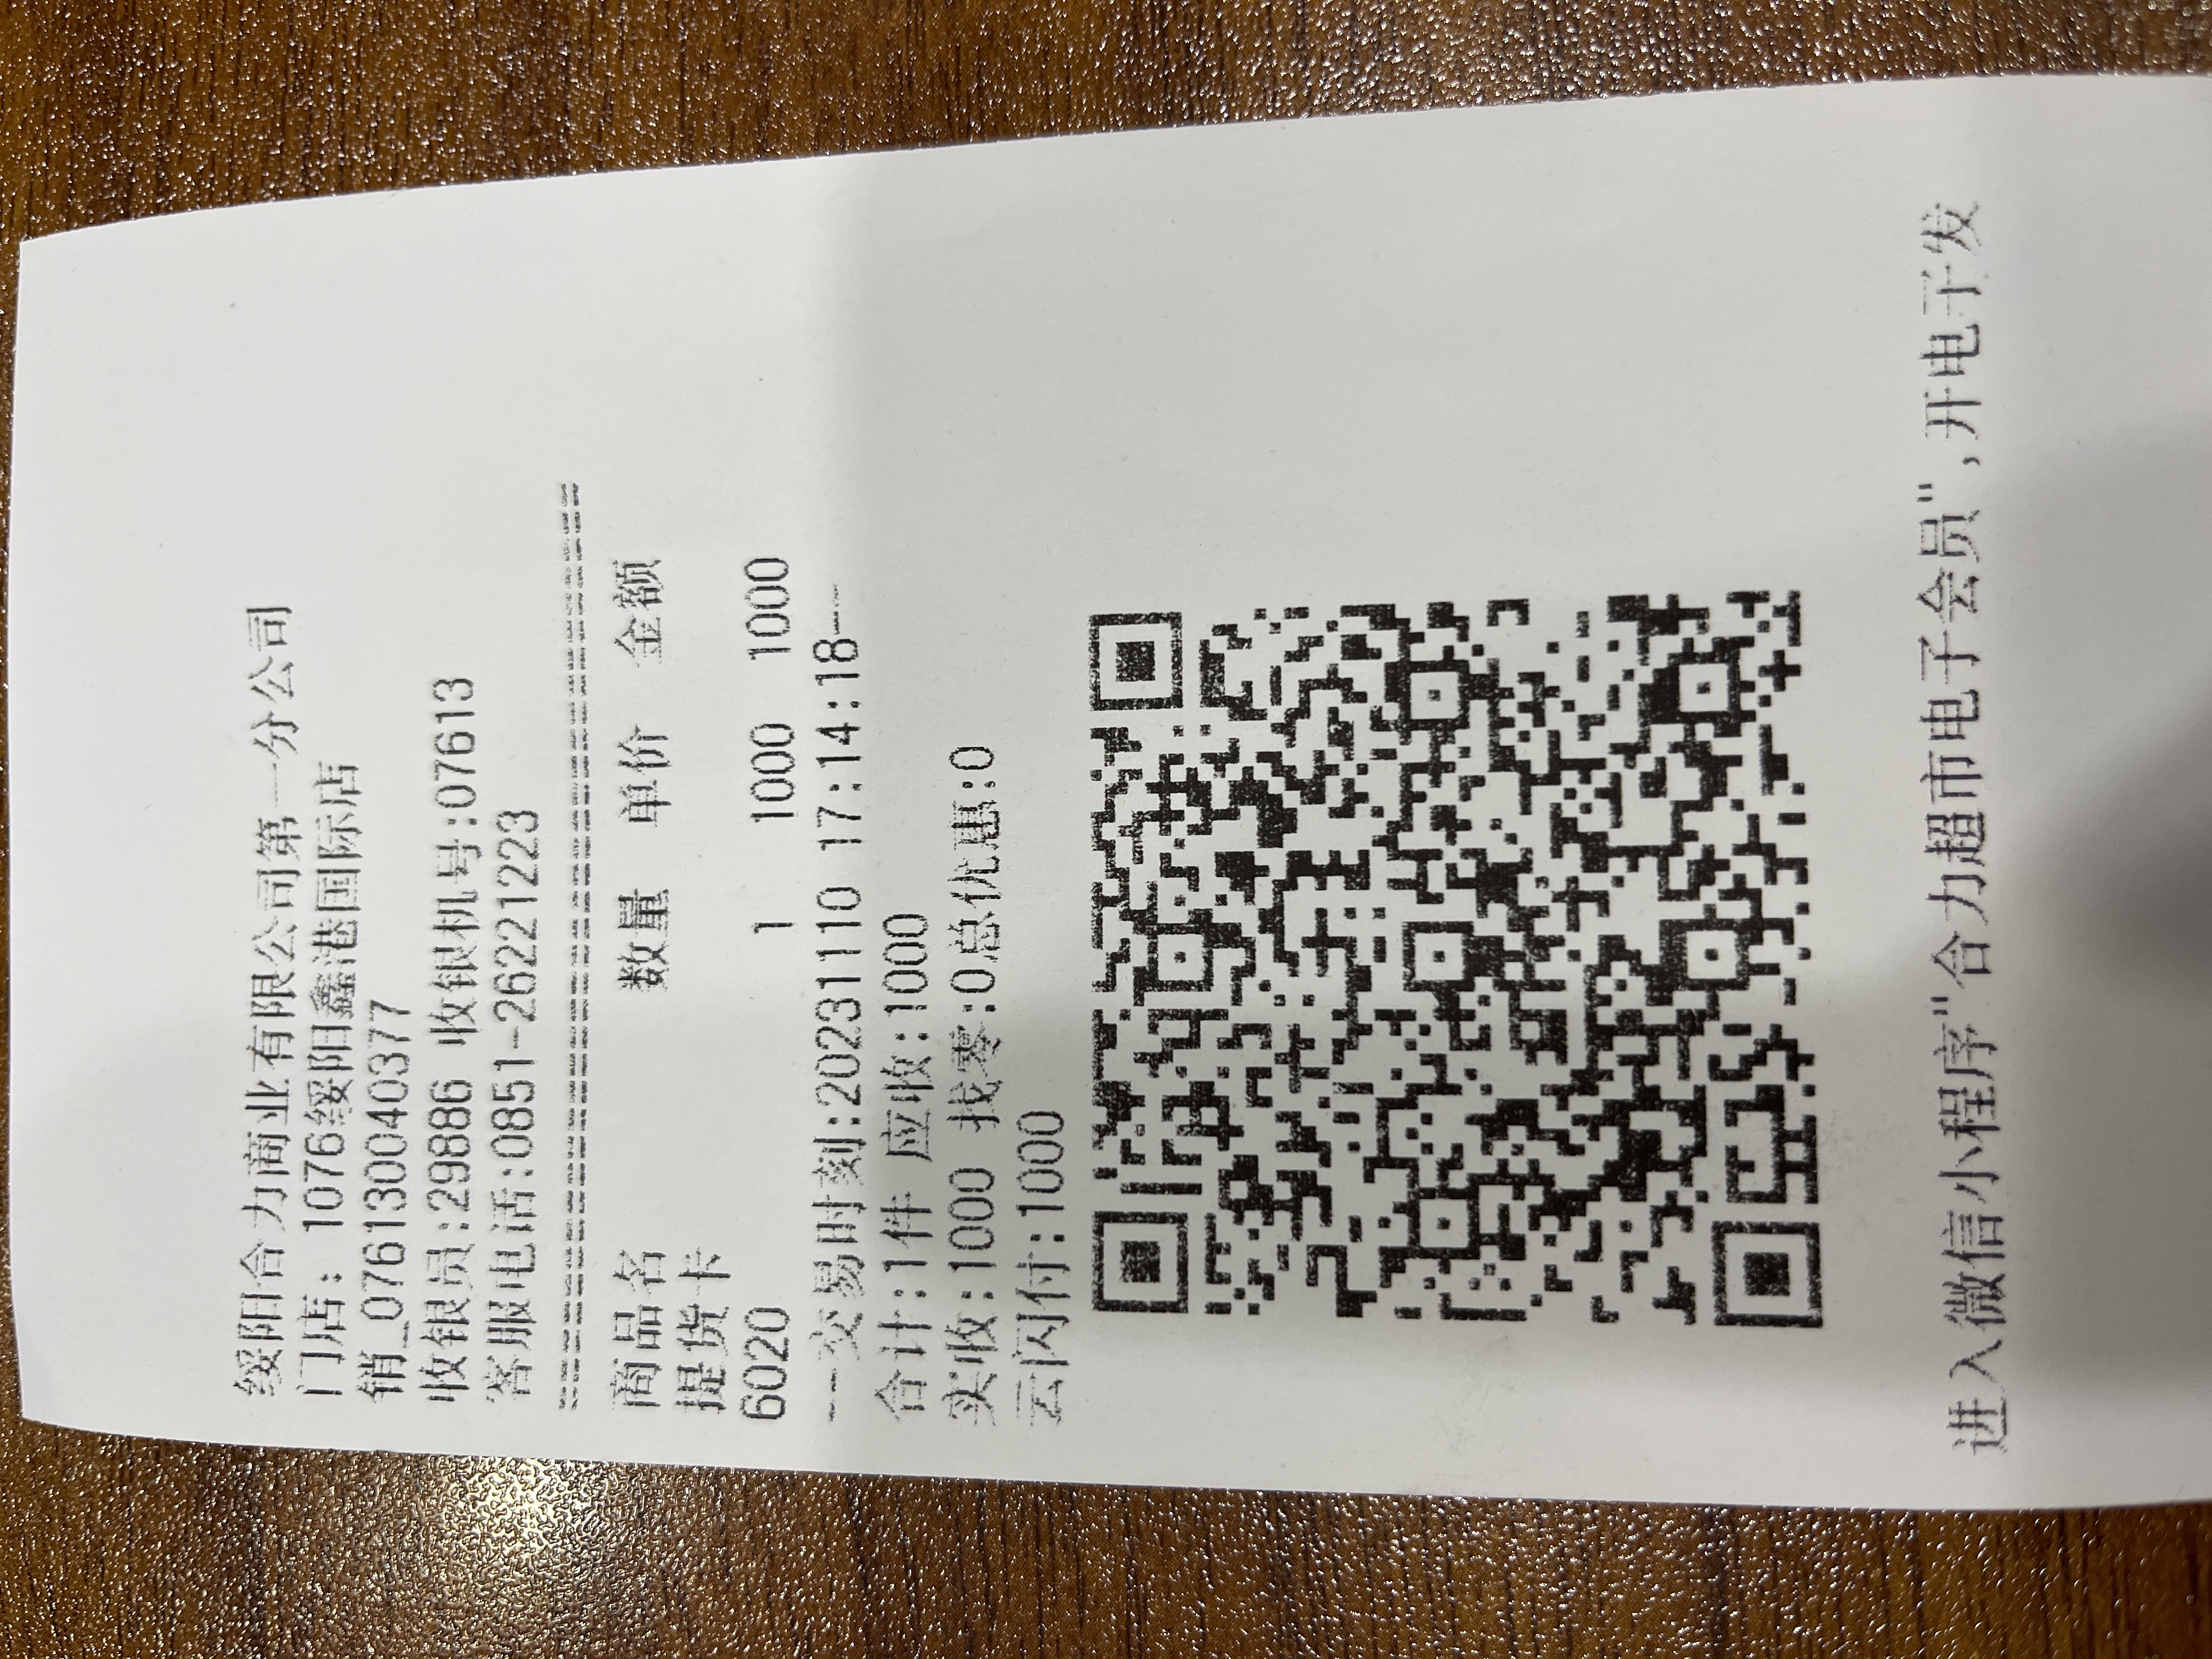 绥阳合力商业有限公司第一分公司
门店: 1076绥阳鑫港国际店
销_076130040377
收银员:29886 收银机号:07613
客服电话:0851-26221223
商品名 数量 单价 金额
提货卡
6020 1 1000 1000
---交易时刻:20231110 17:14:18---
合计:1件 应收:1000
实收:1000 找零:0总优惠:0
云闪付:1000
进入微信小程序"合力超市电子会员",开电子发